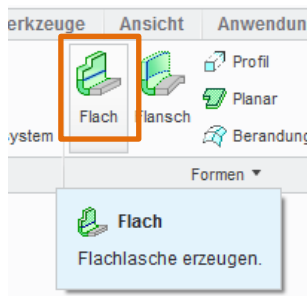 erkzeuge Ansicht Anwendun
Flach
Flansch
Profil
Planar
Berandung
ystem
Formen
Flach
Flachlasche erzeugen.